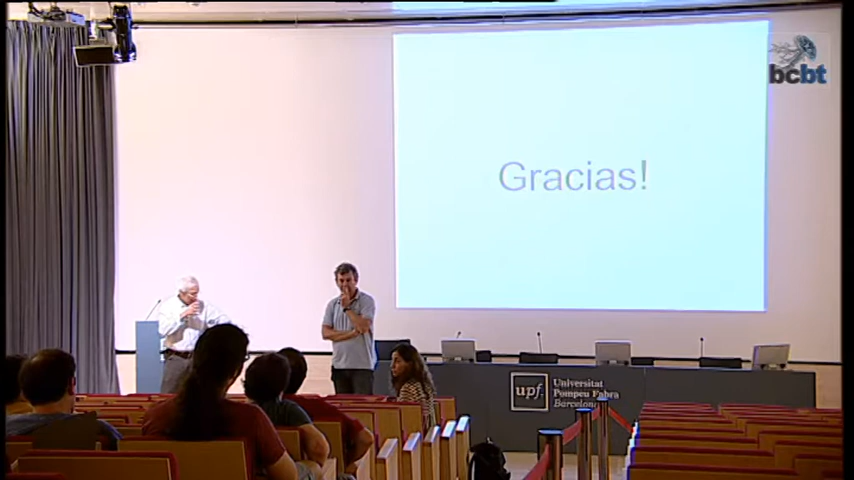 bcbt
Gracias!
upf.
Universitat
Pompeu Fabra
Barcelona